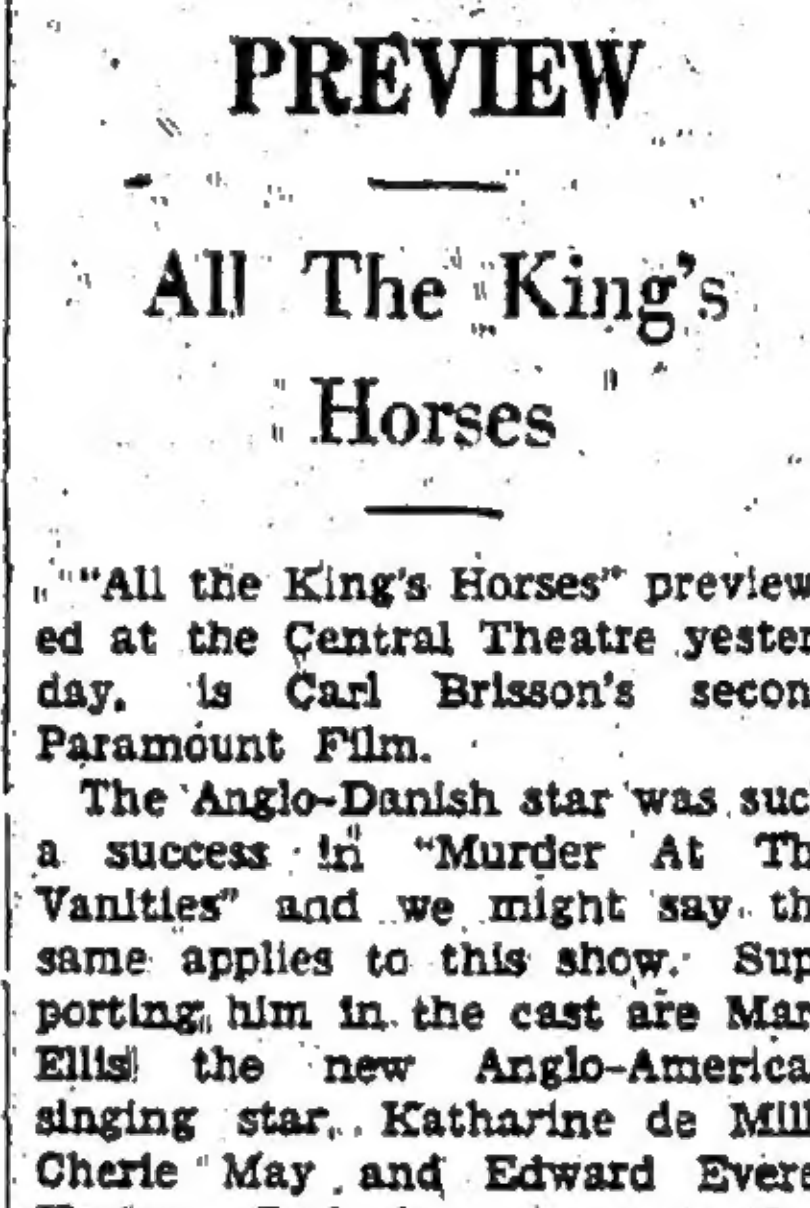 PREVIEW
All The King's
Horses
"All the King's Horses" preview
ed at the Central Theatre yester
day, is Carl Brisson's secon
Paramount Film.
The Anglo-Danish star was suc
a success in "Murder At Th
Vanities" and we might say th
same applies to this show. Sup
porting him in the cast are Mar
Ellis the new Anglo-America
singing star, Katharine de Mill
Cherie May and Edward Evere